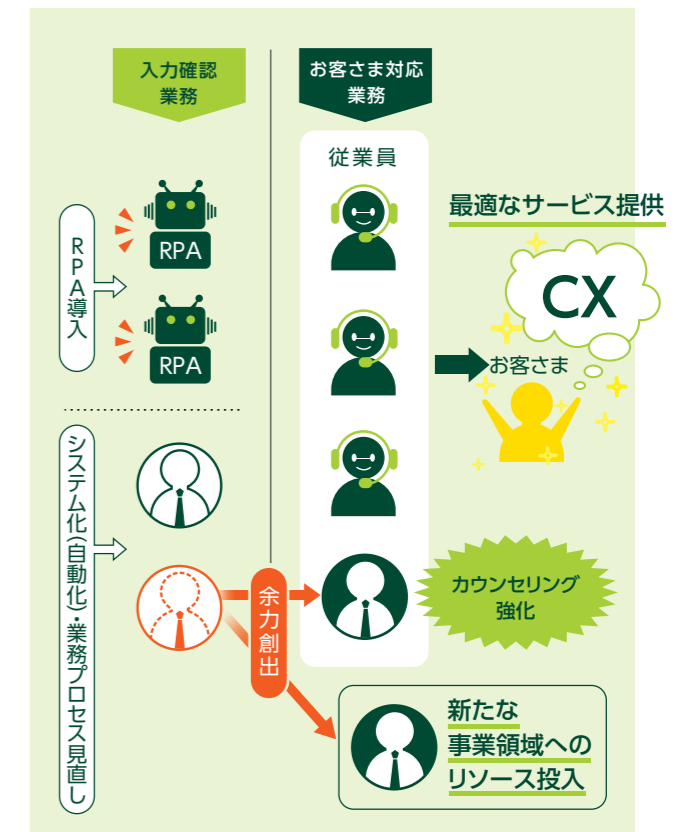 入力確認
業務
お客さま対応
業務
従業員
RPA導入
RPA
RPA
最適なサービス提供
CX
お客さま
システム化(自動化)・業務プロセス見直し
余力創出
カウンセリング
強化
新たな
事業領域への
リソース投入